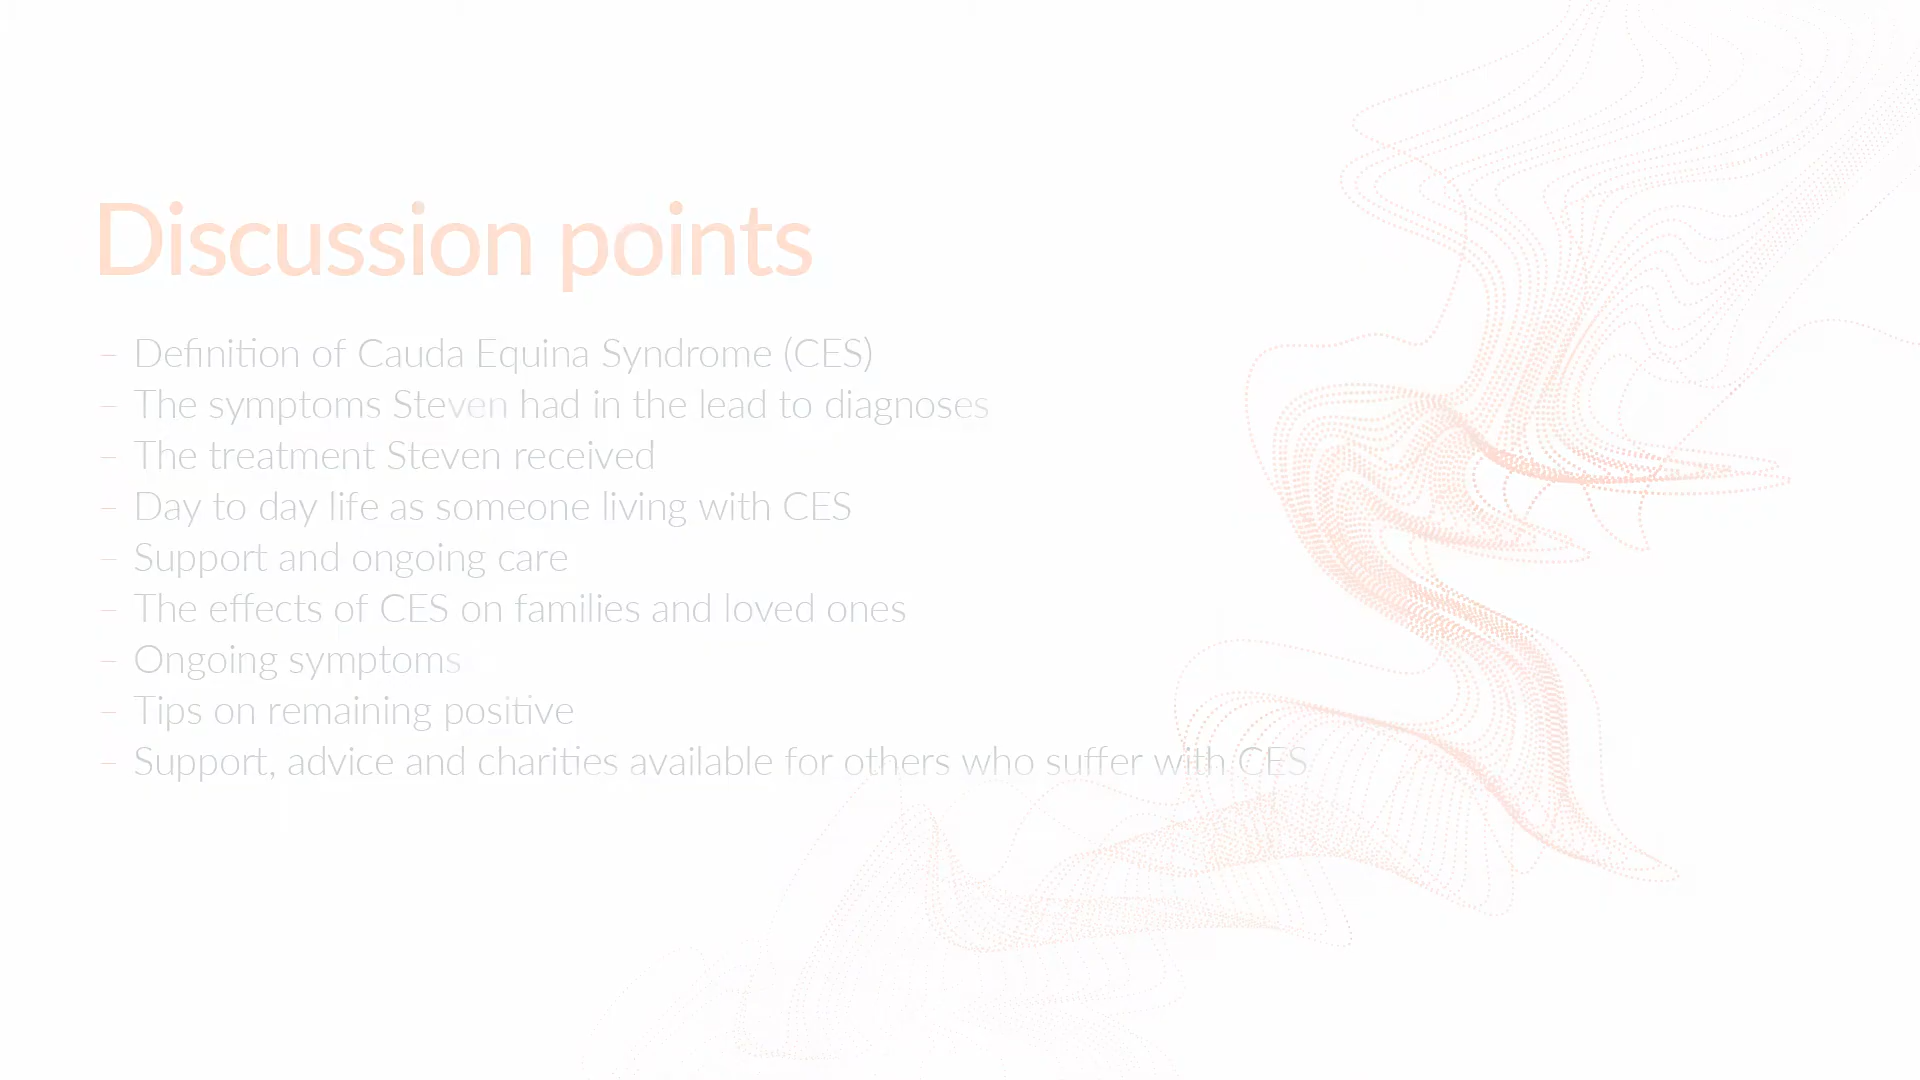 Discussion points
– Definition of Cauda Equina Syndrome (CES)
– The symptoms Steven had in the lead to diagnoses
– The treatment Steven received
– Day to day life as someone living with CES
– Support and ongoing care
– The effects of CES on families and loved ones
– Ongoing symptoms
– Tips on remaining positive
– Support, advice and charities available for others who suffer with CES